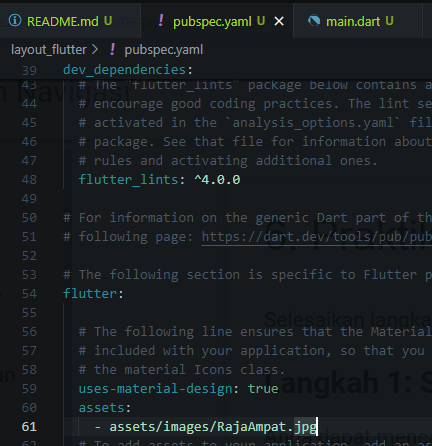 README.md U
pubspec.yaml U
main.dart U
layout_flutter > pubspec.yaml
39 dev_dependencies:
43 # The "flutter_lints" package below contains a
44 # encourage good coding practices. The lint se
45 # activated in the `analysis_options.yaml` fil
46 # package. See that file for information about
47 # rules and activating additional ones.
48 flutter_lints: ^4.0.0
49
50 # For information on the generic Dart part of th
51 # following page: https://dart.dev/tools/pub/pub
52
53 # The following section is specific to Flutter p
54 flutter:
55
56 # The following line ensures that the Material
57 # included with your application, so that you
58 # the material Icons class.
59 uses-material-design: true
60 assets:
61 - assets/images/RajaAmpat.jpg
# To add assets to your application, add an as